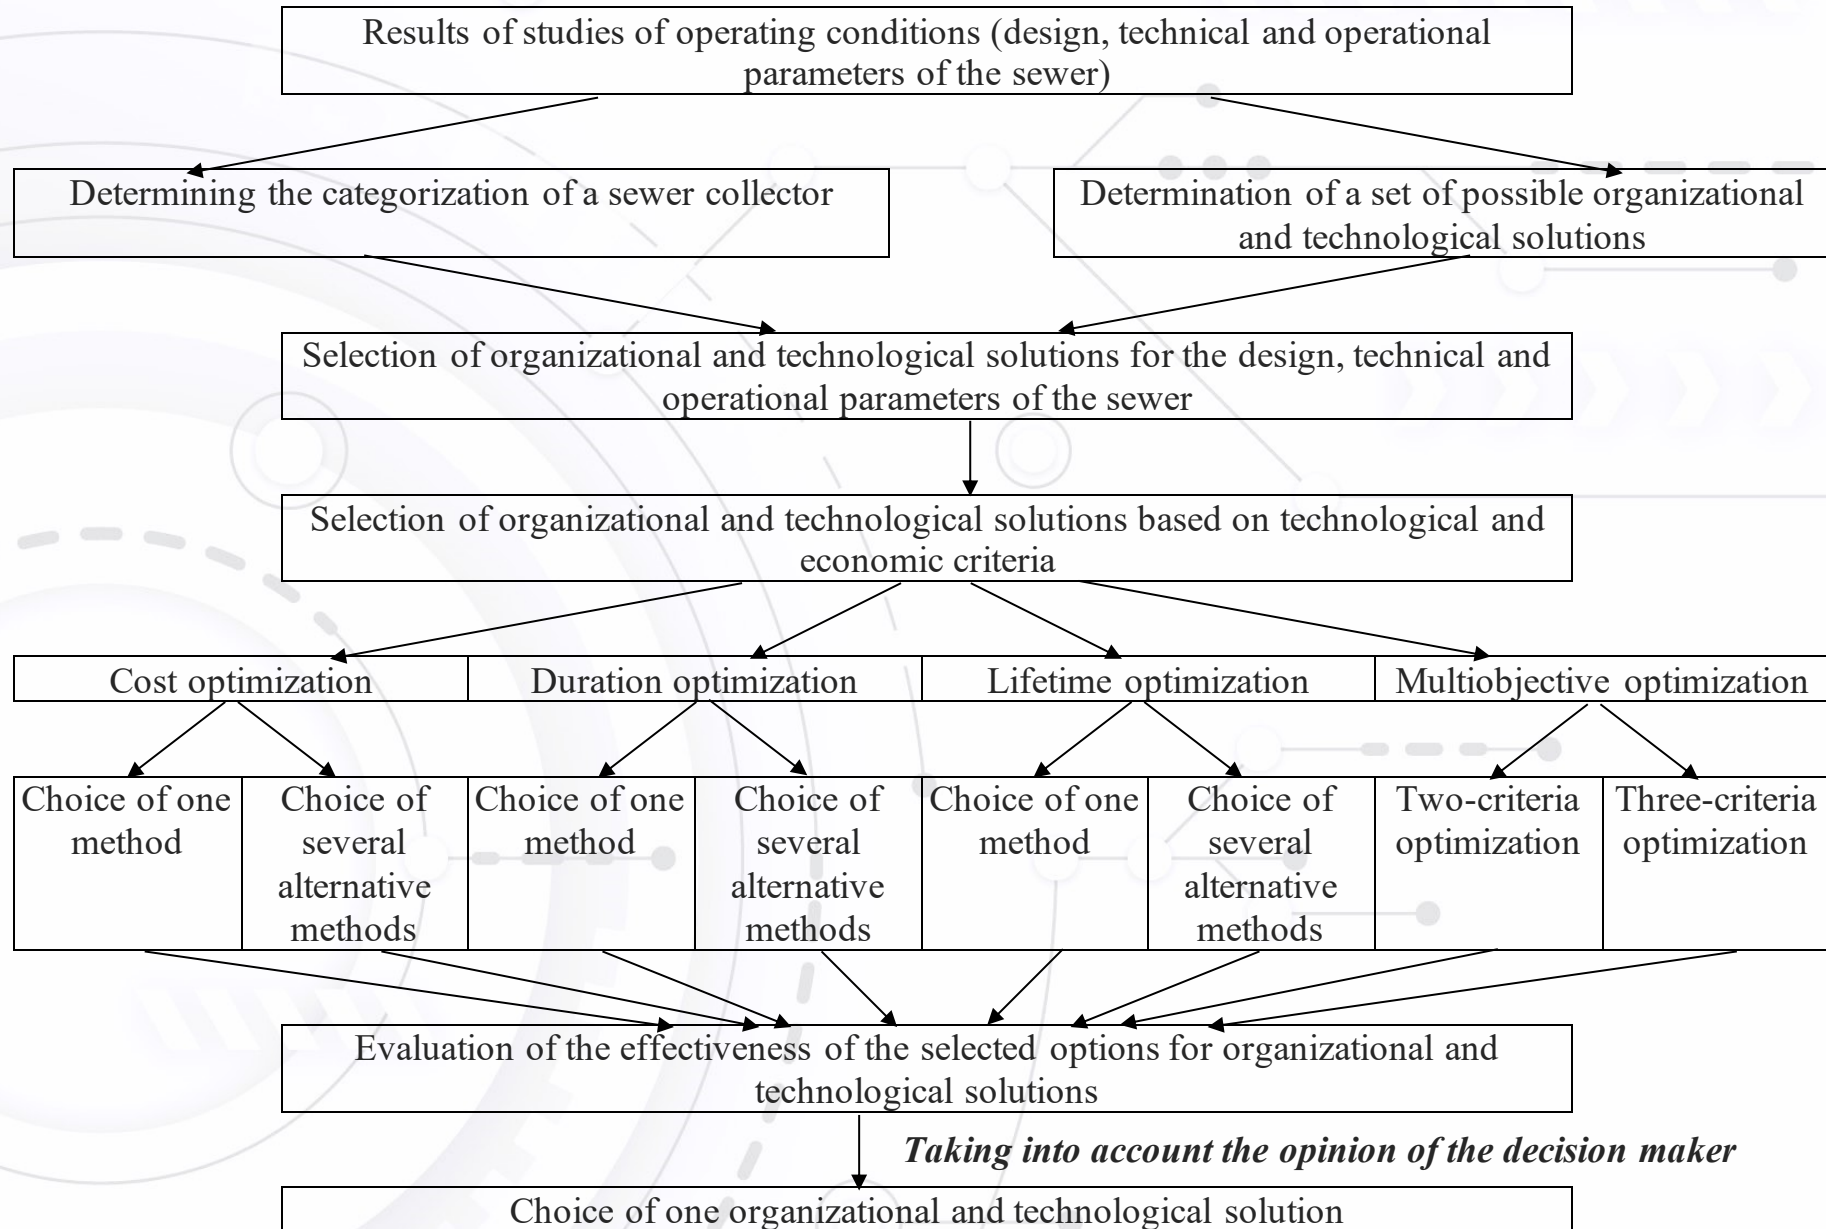 Results of studies of operating conditions (design, technical and operational
parameters of the sewer)
Determining the categorization of a sewer collector
Determination of a set of possible organizational
and technological solutions
Selection of organizational and technological solutions for the design, technical and
operational parameters of the sewer
Selection of organizational and technological solutions based on technological and
economic criteria
Cost optimization
Duration optimization
Lifetime optimization
Multiobjective optimization
Choice of one
method
Choice of
several
alternative
methods
Choice of one
method
Choice of
several
alternative
methods
Choice of one
method
Choice of
several
alternative
methods
Two-criteria
optimization
Three-criteria
optimization
Evaluation of the effectiveness of the selected options for organizational and
technological solutions
Taking into account the opinion of the decision maker
Choice of one organizational and technological solution